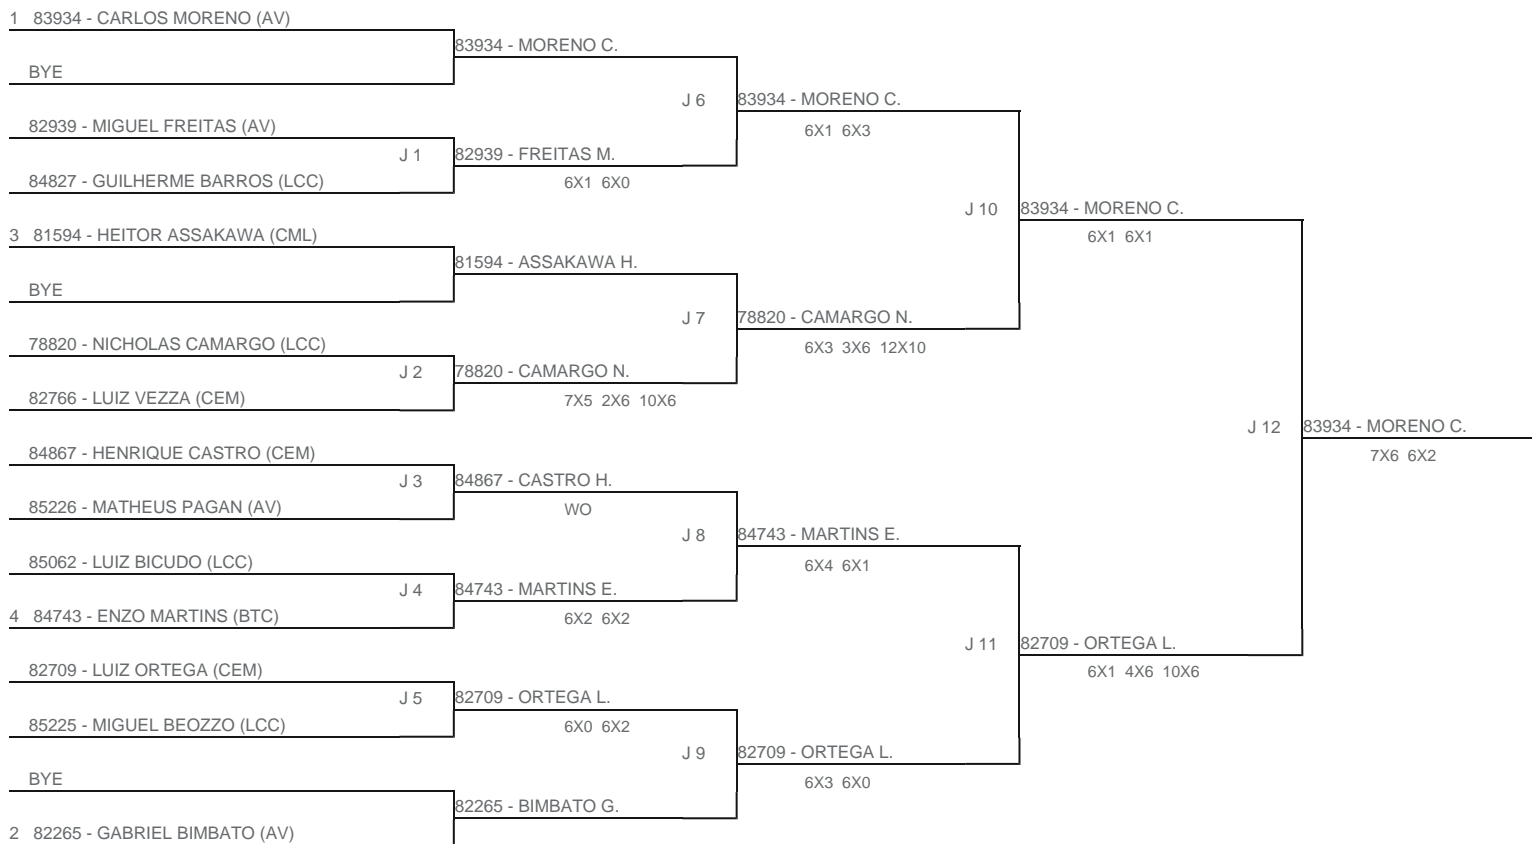 1 83934 - CARLOS MORENO (AV)
83934 - MORENO C.
BYE
J 6 83934 - MORENO C.
6X1 6X3
82939 - MIGUEL FREITAS (AV)
J 1 82939 - FREITAS M.
6X1 6X0
84827 - GUILHERME BARROS (LCC)
J 10 83934 - MORENO C.
6X1 6X1
3 81594 - HEITOR ASSAKAWA (CML)
81594 - ASSAKAWA H.
BYE
J 7 78820 - CAMARGO N.
6X3 3X6 12X10
78820 - NICHOLAS CAMARGO (LCC)
J 2 78820 - CAMARGO N.
7X5 2X6 10X6
82766 - LUIZ VEZZA (CEM)
J 12 83934 - MORENO C.
7X6 6X2
84867 - HENRIQUE CASTRO (CEM)
J 3 84867 - CASTRO H.
WO
85226 - MATHEUS PAGAN (AV)
J 8 84743 - MARTINS E.
6X4 6X1
85062 - LUIZ BICUDO (LCC)
J 4 84743 - MARTINS E.
6X2 6X2
4 84743 - ENZO MARTINS (BTC)
J 11 82709 - ORTEGA L.
6X1 4X6 10X6
82709 - LUIZ ORTEGA (CEM)
J 5 82709 - ORTEGA L.
6X0 6X2
85225 - MIGUEL BEOZZO (LCC)
J 9 82709 - ORTEGA L.
6X3 6X0
BYE
82265 - BIMBATO G.
2 82265 - GABRIEL BIMBATO (AV)